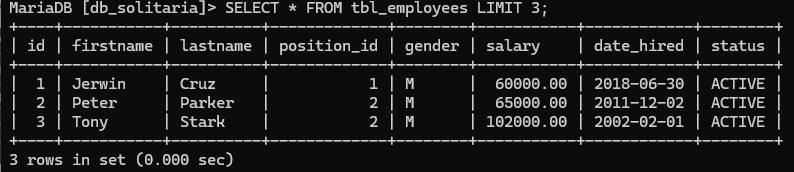 MariaDB [db_solitaria]> SELECT * FROM tbl_employees LIMIT 3;
+----+-----------+----------+-------------+--------+-----------+------------+--------+
| id | firstname | lastname | position_id | gender | salary    | date_hired | status |
+----+-----------+----------+-------------+--------+-----------+------------+--------+
|  1 | Jerwin    | Cruz     |           1 | M      |  60000.00 | 2018-06-30 | ACTIVE |
|  2 | Peter     | Parker   |           2 | M      |  65000.00 | 2011-12-02 | ACTIVE |
|  3 | Tony      | Stark    |           2 | M      | 102000.00 | 2002-02-01 | ACTIVE |
+----+-----------+----------+-------------+--------+-----------+------------+--------+
3 rows in set (0.000 sec)